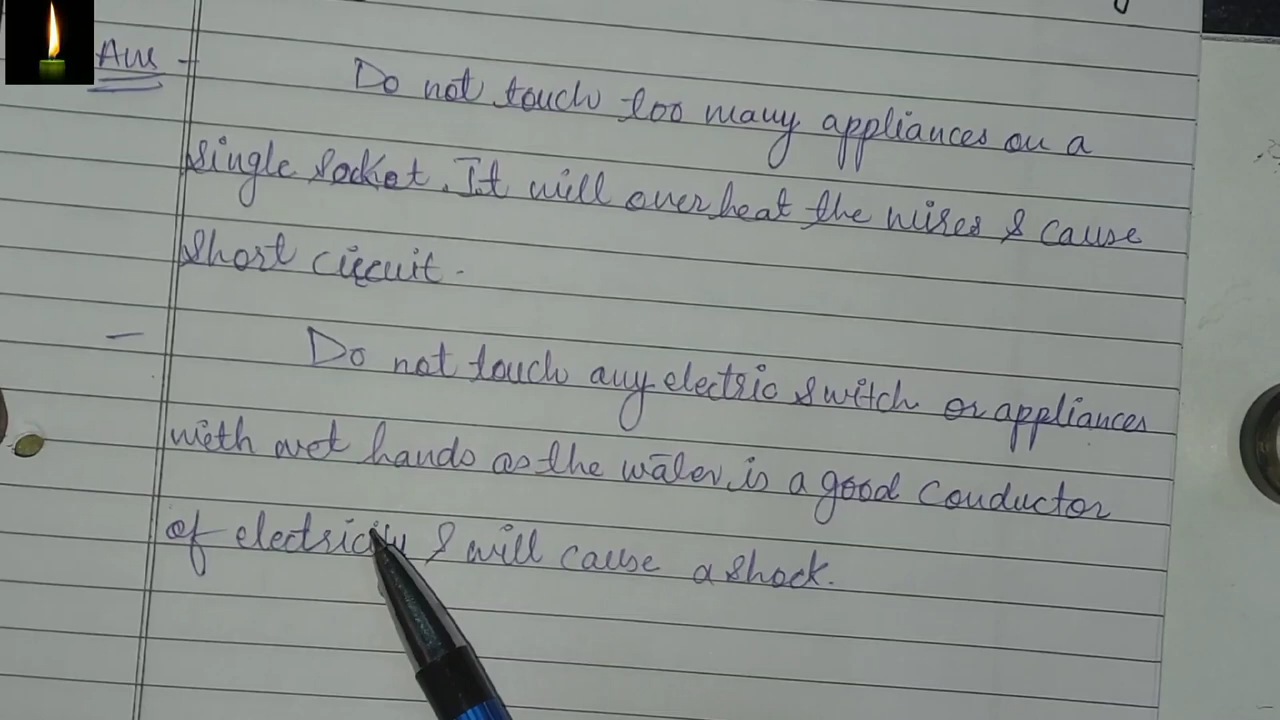 Ans -
Do not touch too many appliances on a
single socket. It will over heat the wires & cause
short circuit.
- Do not touch any electric switch or appliances
with wet hands as the water is a good conductor
of electricity & will cause a shock.